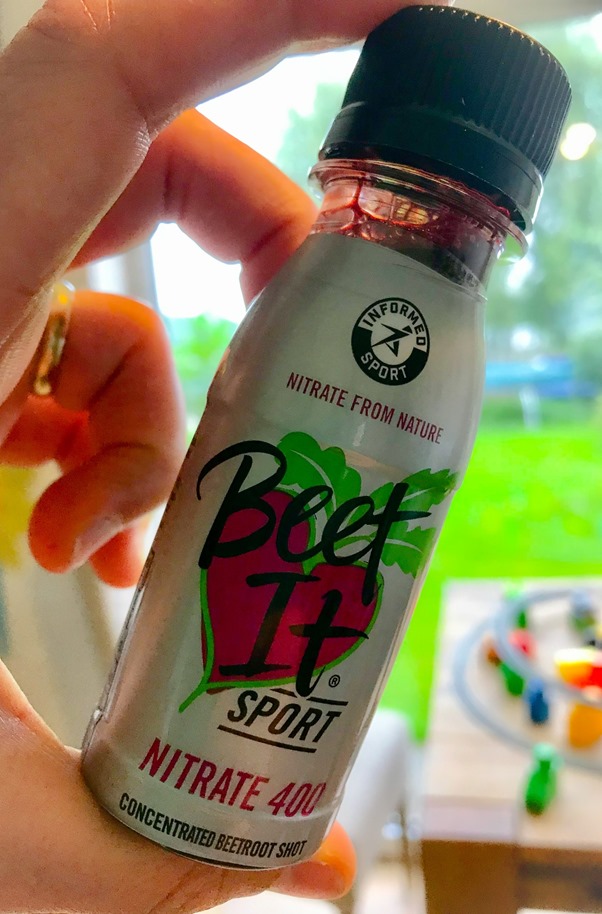 INFORMED
SPORT
NITRATE FROM NATURE
Beet
It®
SPORT
NITRATE 400
CONCENTRATED BEETROOT SHOT